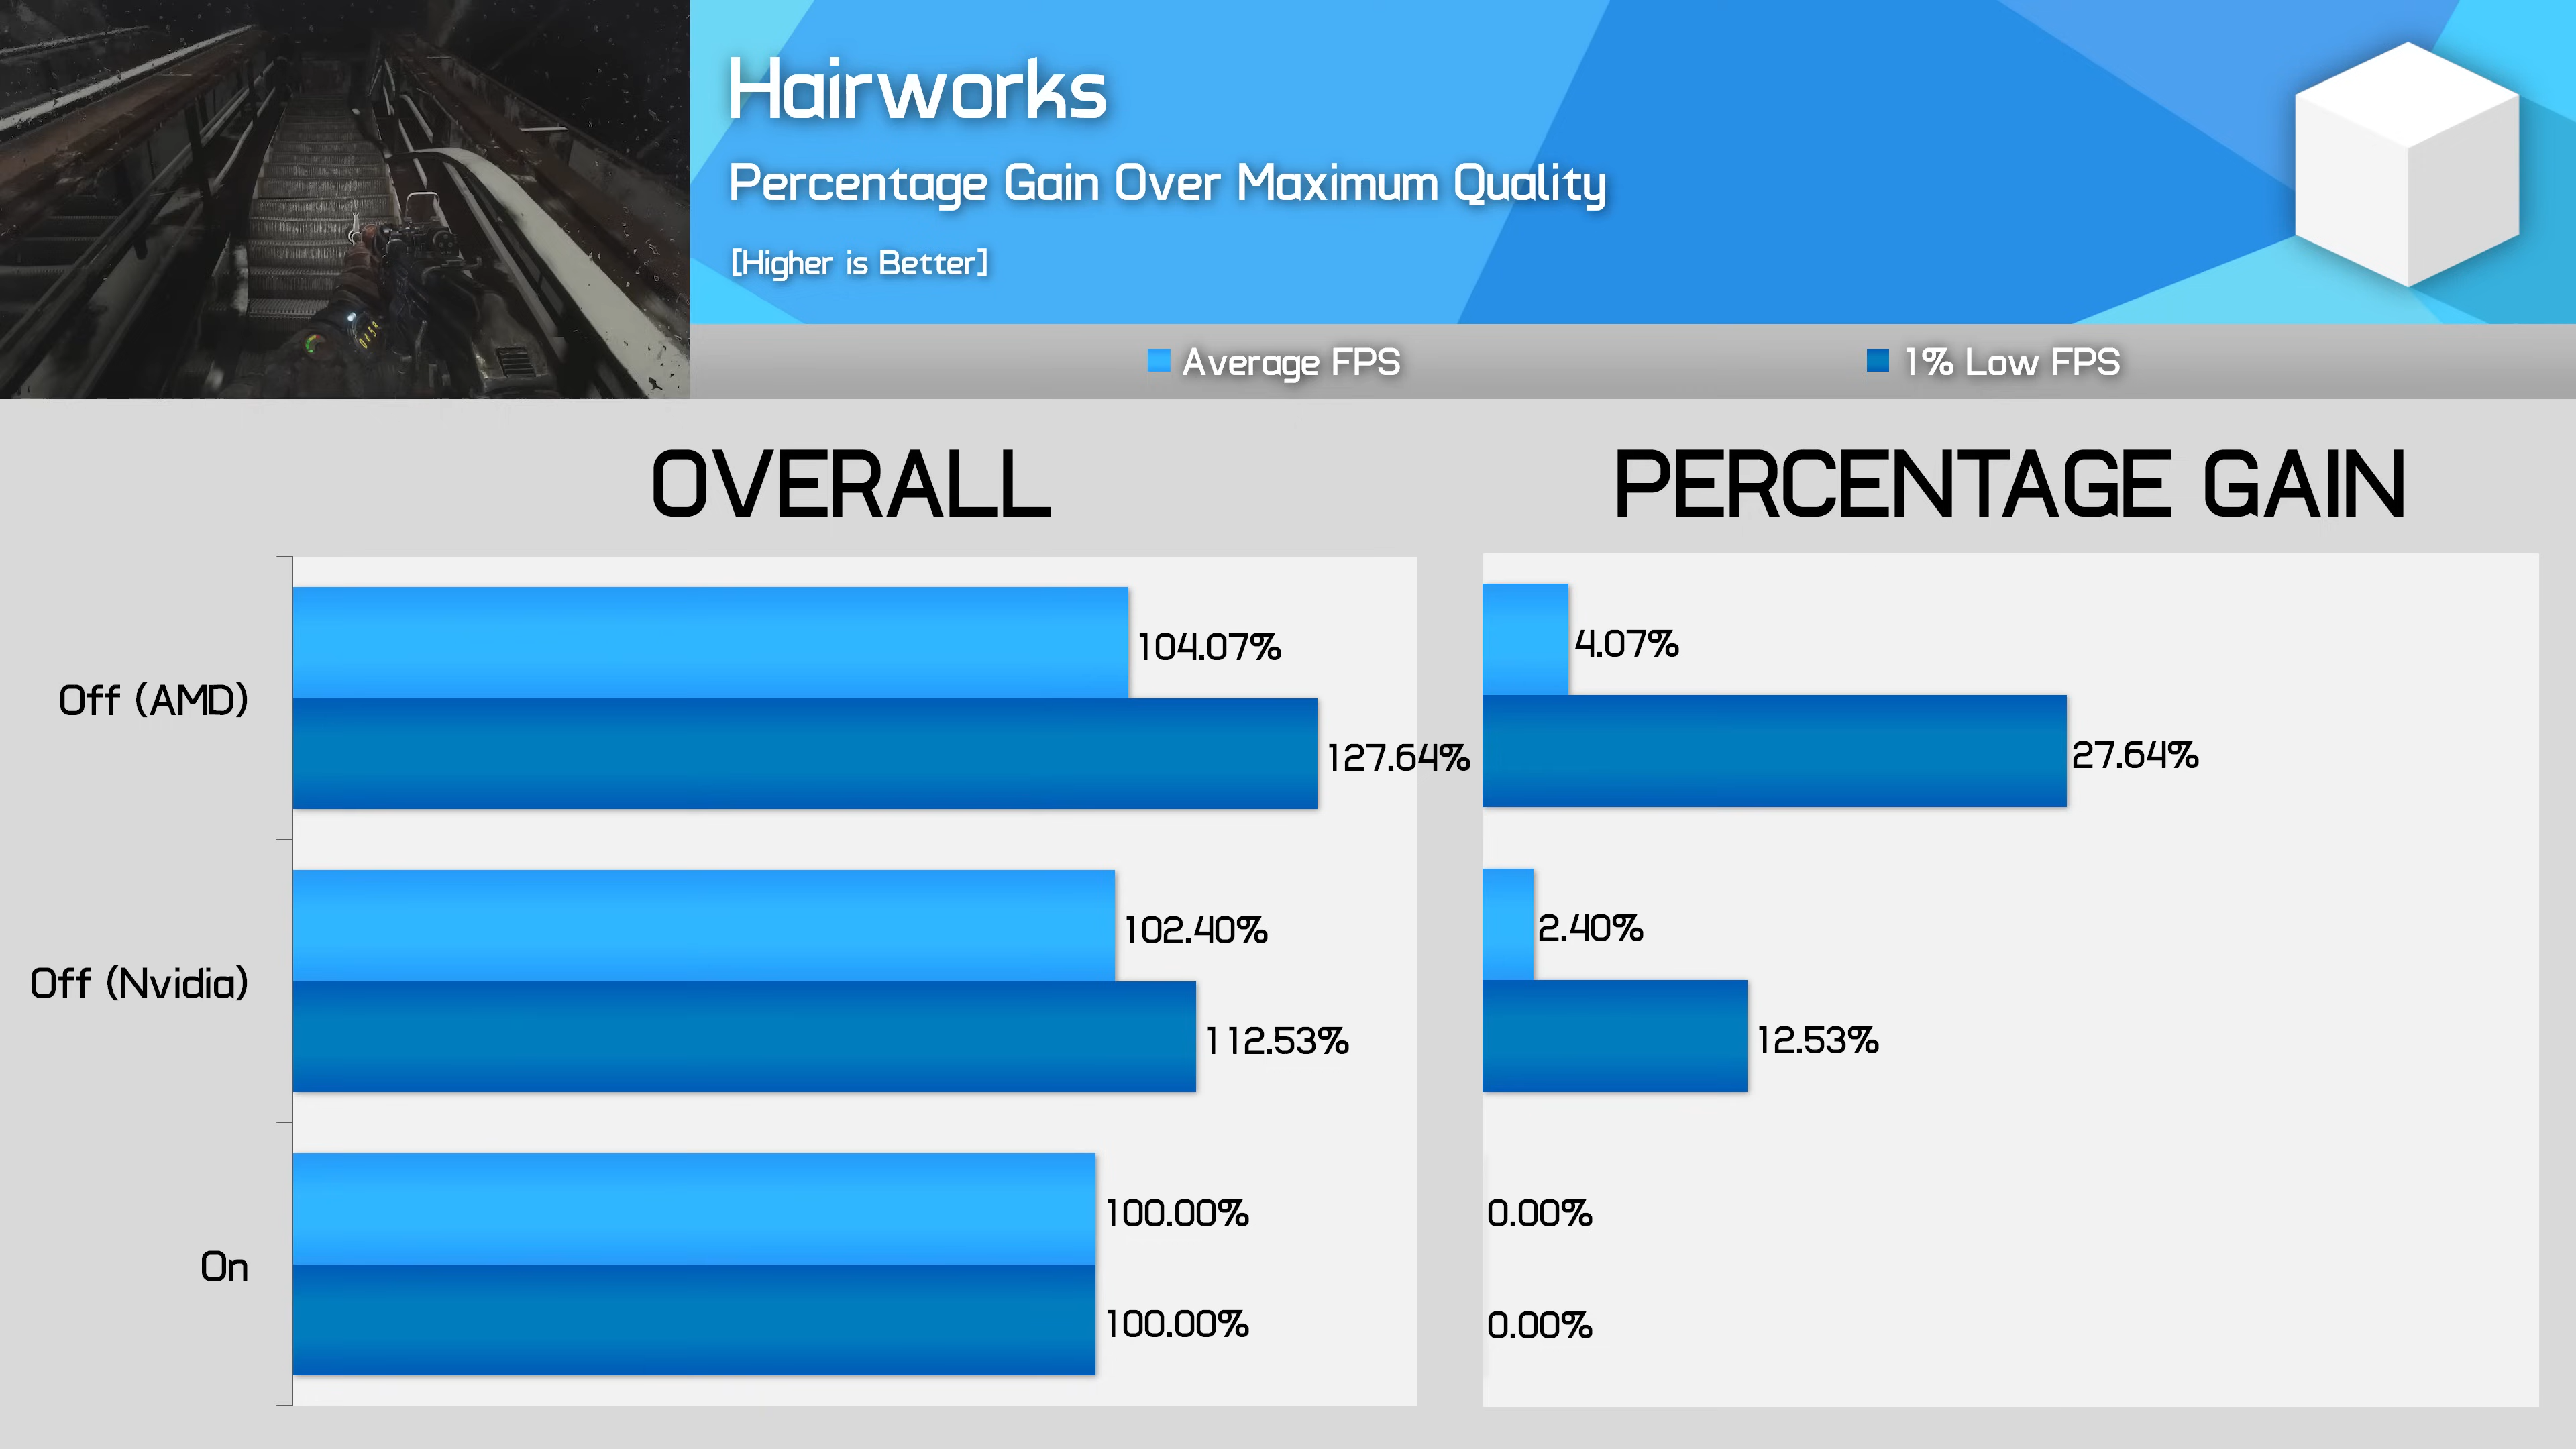 Hairworks
Percentage Gain Over Maximum Quality
[Higher is Better]
Average FPS
1% Low FPS
OVERALL
PERCENTAGE GAIN
Off (AMD)
104.07%
127.64%
4.07%
27.64%
Off (Nvidia)
102.40%
112.53%
2.40%
12.53%
On
100.00%
100.00%
0.00%
0.00%